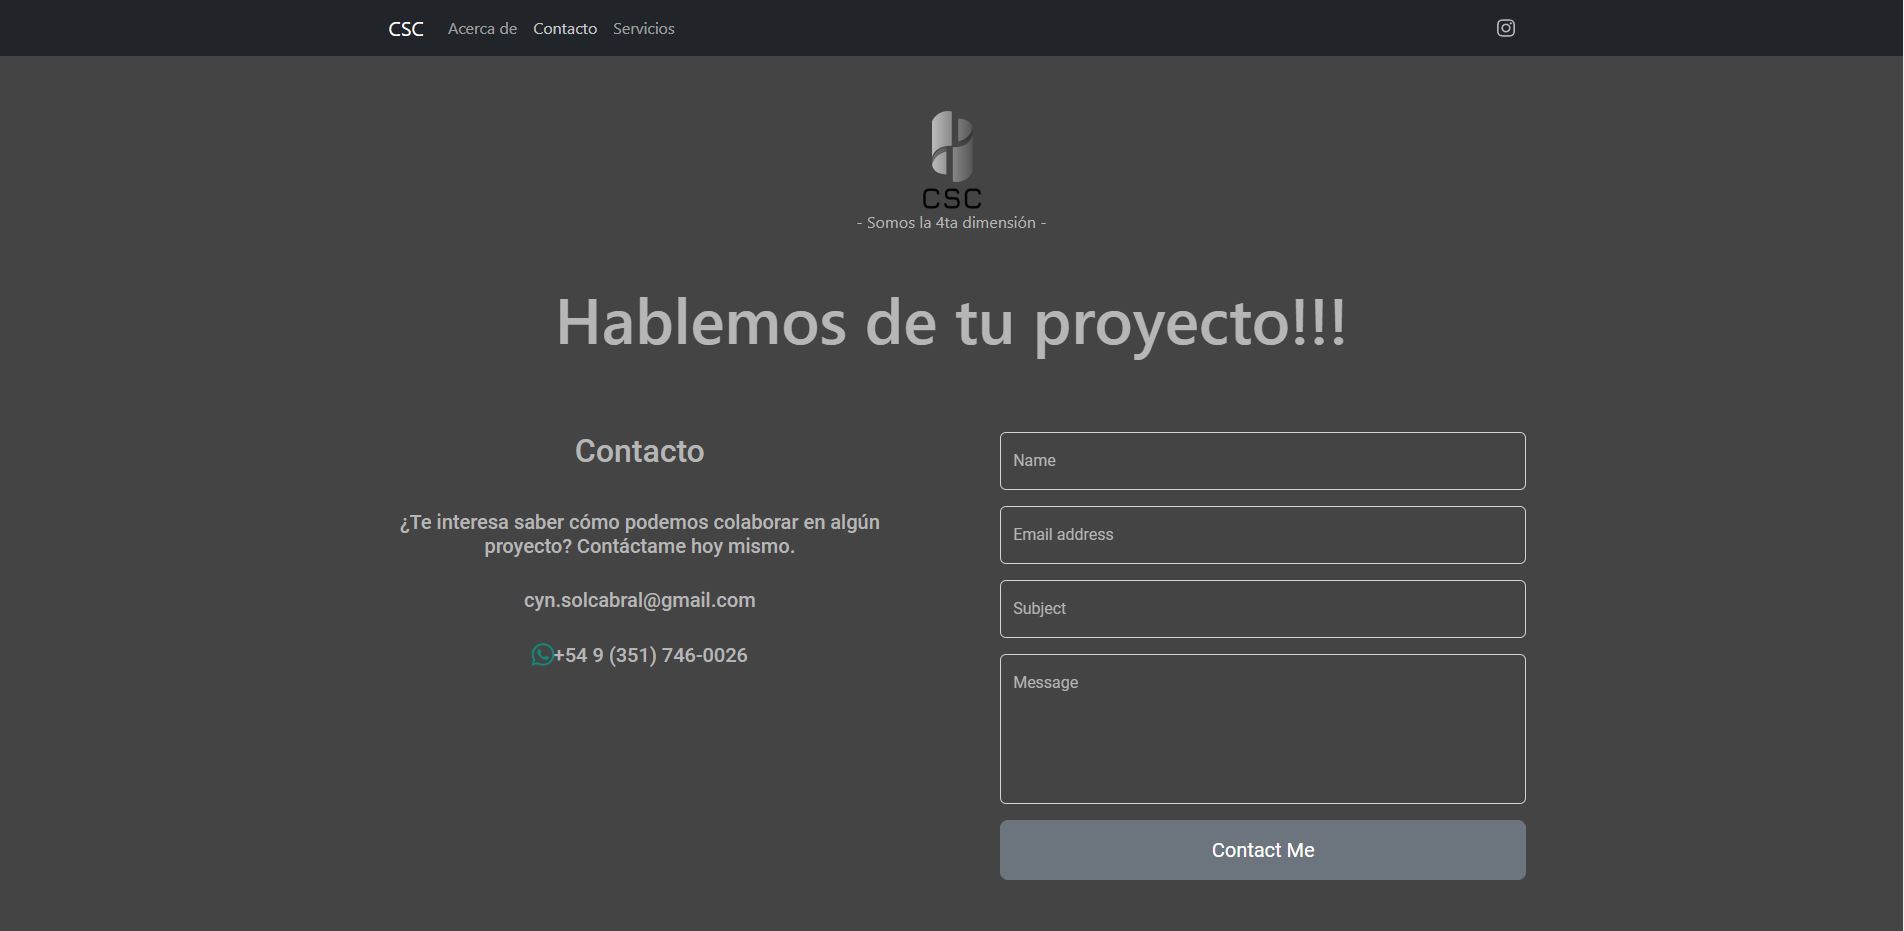 CSC Acerca de Contacto Servicios
CSC
- Somos la 4ta dimensión -
Hablemos de tu proyecto!!!
Contacto
¿Te interesa saber cómo podemos colaborar en algún
proyecto? Contáctame hoy mismo.
cyn.solcabral@gmail.com
+54 9 (351) 746-0026
Name
Email address
Subject
Message
Contact Me